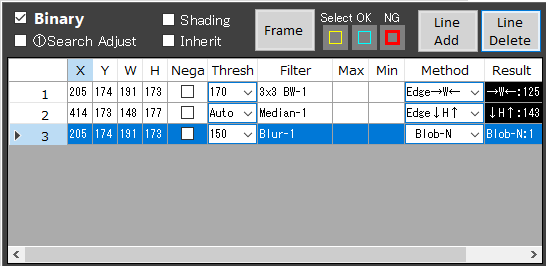 Binary
Shading
①Search Adjust
Inherit
Frame
Select OK NG
Line Add
Line Delete
X Y W H Nega Thresh Filter Max Min Method Result
1 205 174 191 173 170 3x3 BW-1 Edge→W← →W←:125
2 414 173 148 177 Auto Median-1 Edge↓H↑ ↓H↑:143
3 205 174 191 173 150 Blur-1 Blob-N Blob-N:1